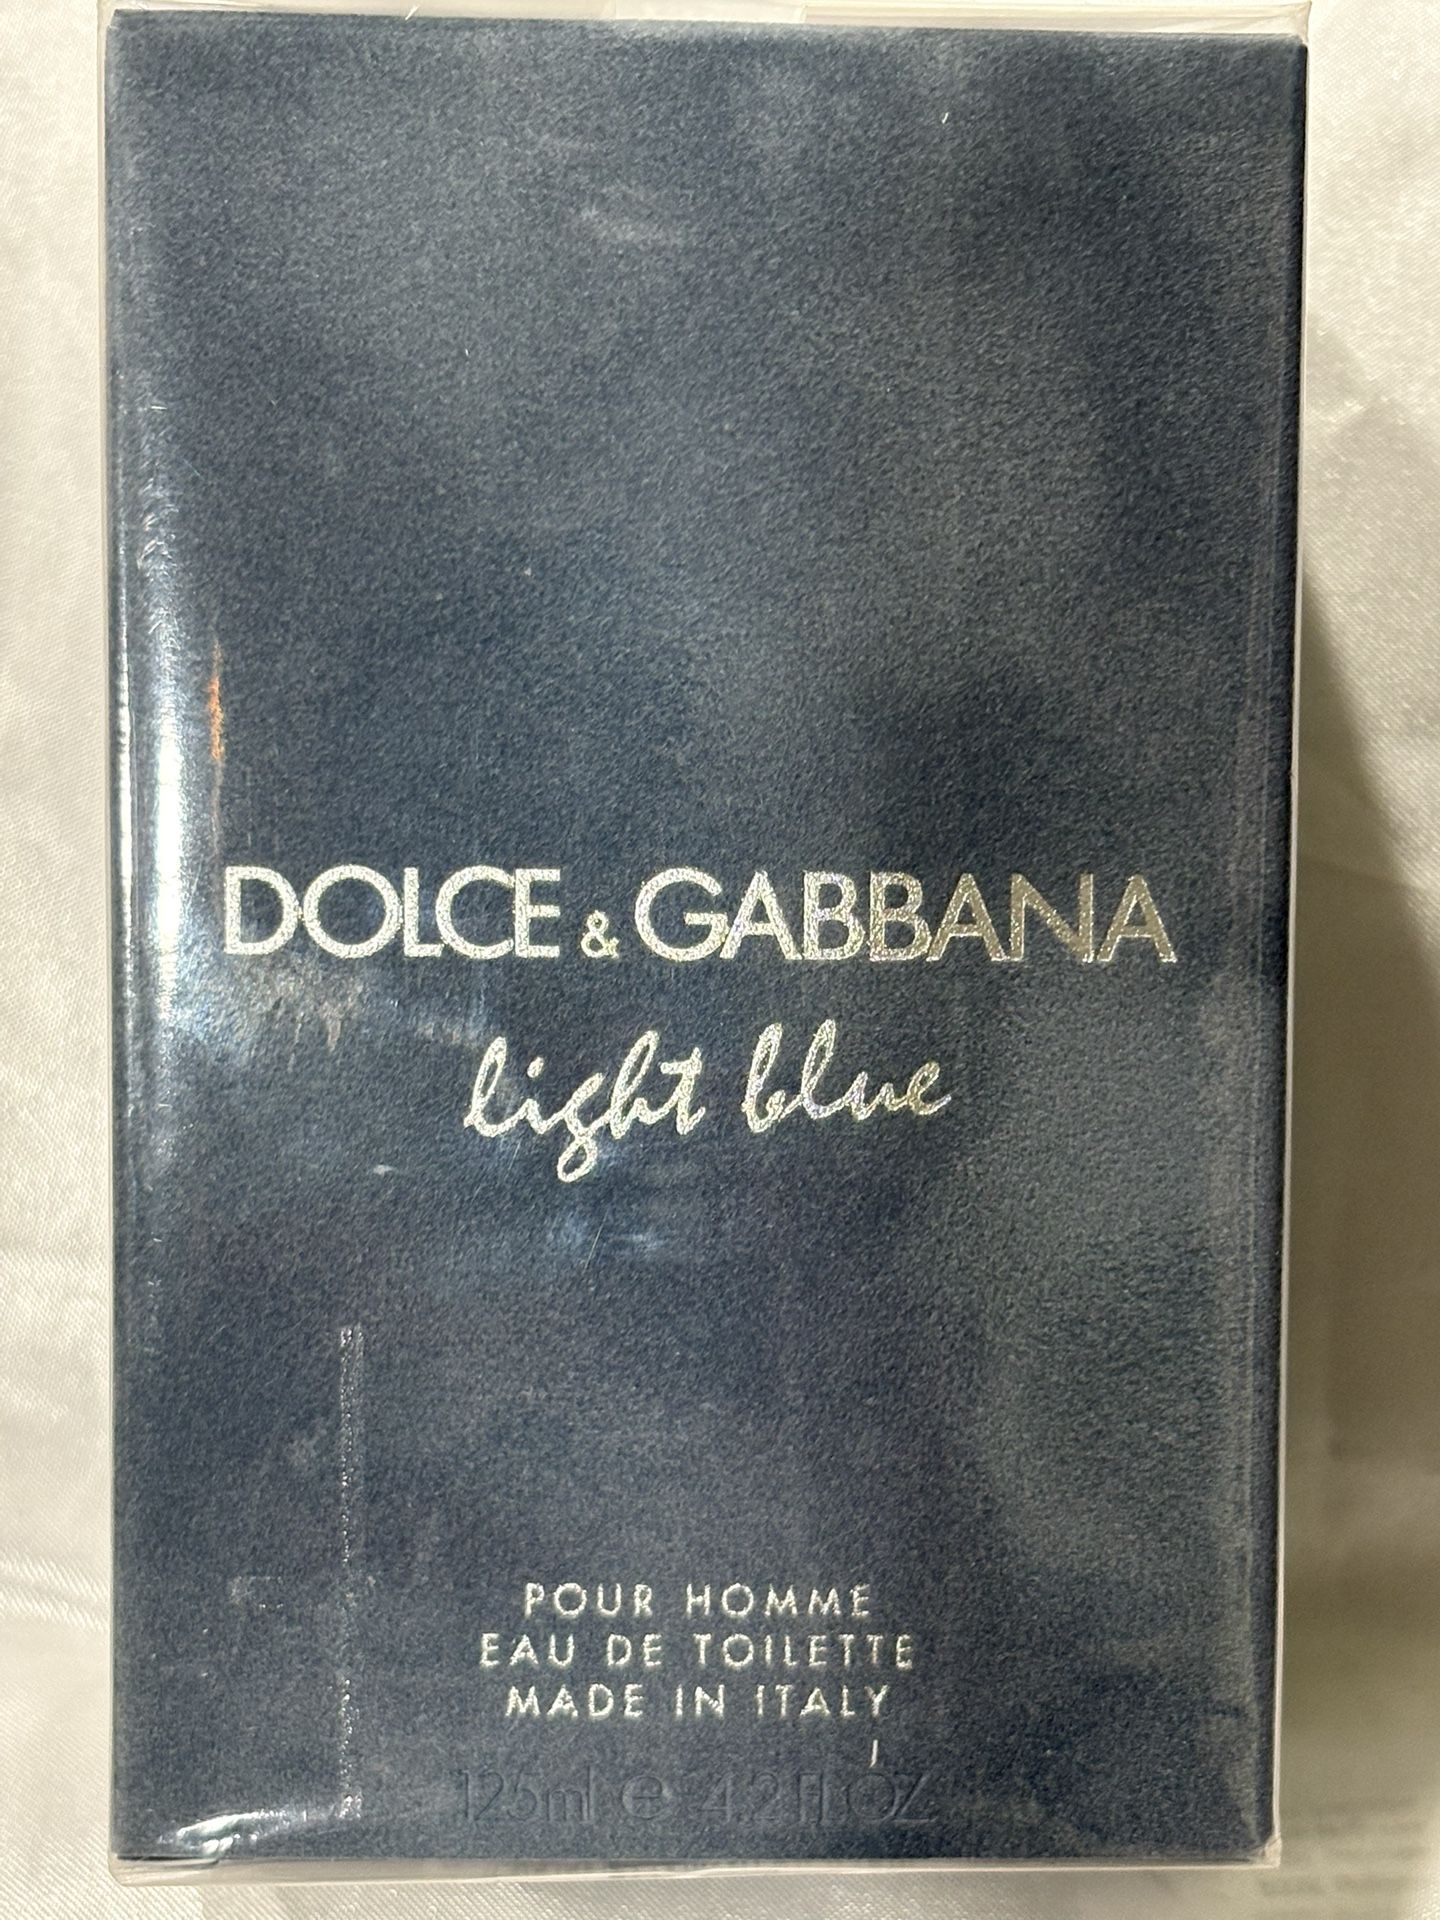 DOLCE & GABBANA
light blue
POUR HOMME
EAU DE TOILETTE
MADE IN ITALY
125ml e 4.2 Fl.OZ